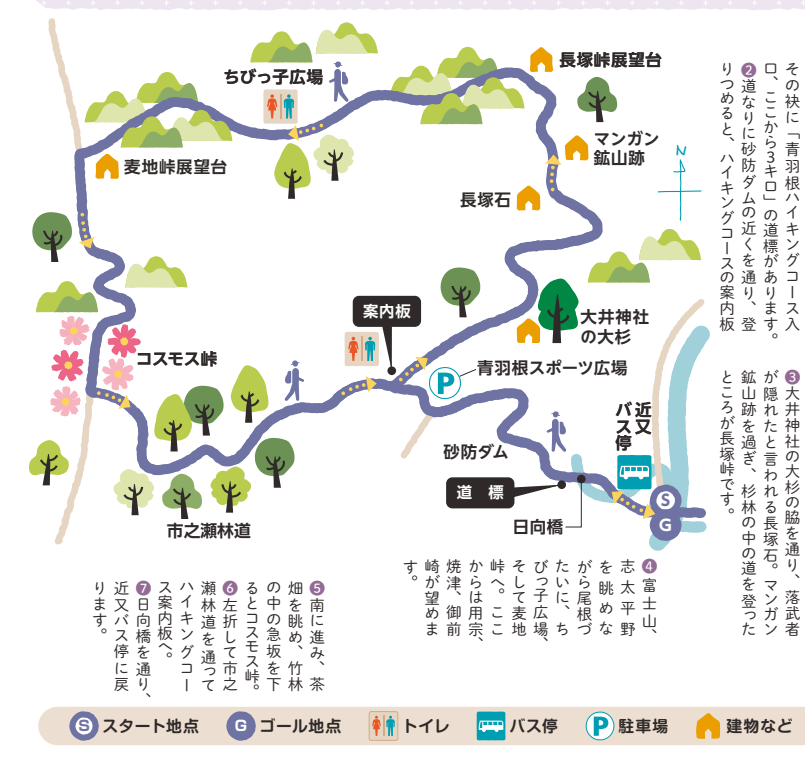 その袂に「青羽根ハイキングコース入
口、ここから3キロ」の道標があります。
❷道なりに砂防ダムの近くを通り、登
りつめると、ハイキングコースの案内板
❸大井神社の大杉の脇を通り、落武者
が隠れたと言われる長塚石。マンガン
鉱山跡を過ぎ、杉林の中の道を登った
ところが長塚峠です。
❹富士山、
志太平野
を眺めな
がら尾根づ
たいに、ち
びっ子広場、
そして麦地
峠へ。ここ
からは用宗、
焼津、御前
崎が望めま
す。
❺南に進み、茶
畑を眺め、竹林
の中の急坂を下
るとコスモス峠。
❻左折して市之
瀬林道を通って
ハイキングコー
ス案内板へ。
❼日向橋を通り、
近又バス停に戻
ります。
長塚峠展望台
ちびっ子広場
マンガン
鉱山跡
麦地峠展望台
長塚石
N
案内板
大井神社
の大杉
コスモス峠
P
青羽根スポーツ広場
近又
バス停
砂防ダム
道標
S
G
日向橋
市之瀬林道
S スタート地点
G ゴール地点
トイレ
バス停
P 駐車場
建物など